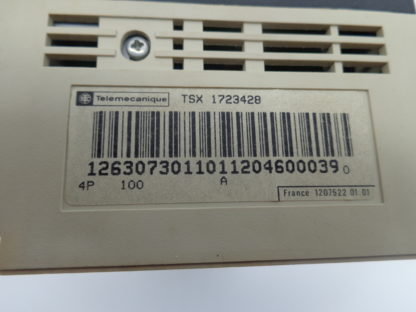 Telemecanique TSX 1723428
12630730110112046000390
4P 100 A
France 1207522 01 01